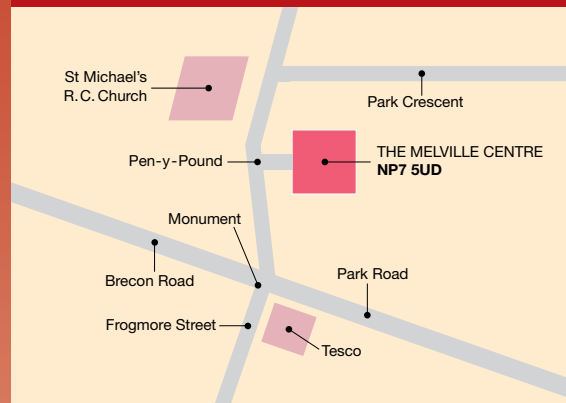 St Michael's
R.C. Church
Park Crescent
Pen-y-Pound
THE MELVILLE CENTRE
NP7 5UD
Monument
Brecon Road
Park Road
Frogmore Street
Tesco